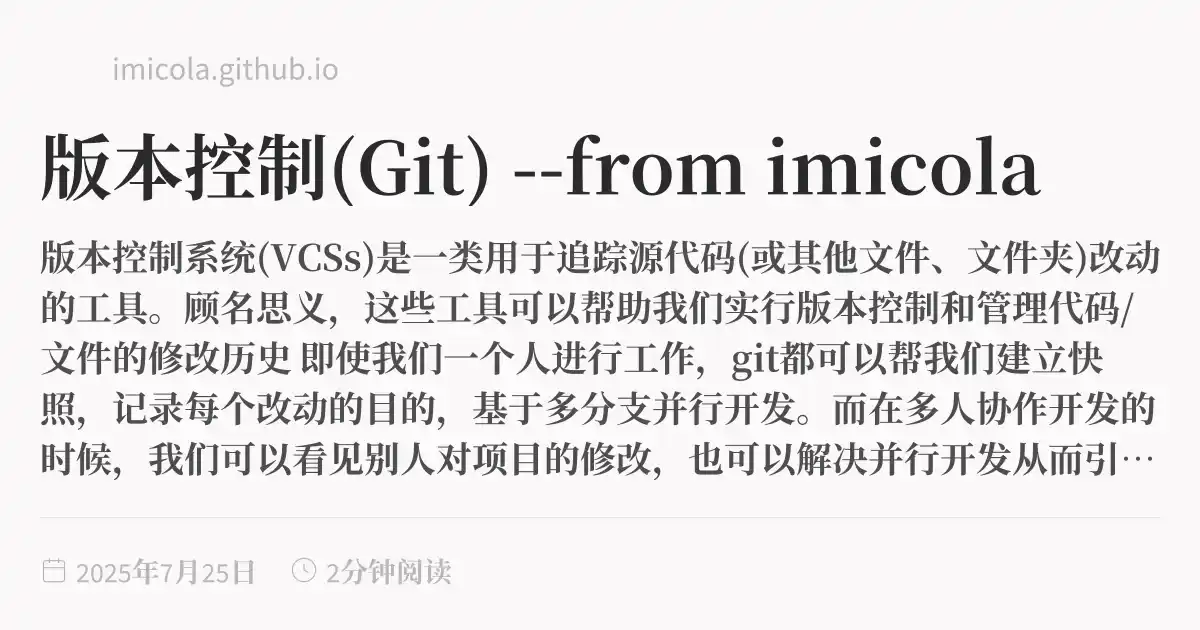 imicola.github.io
版本控制(Git) --from imicola
版本控制系统(VCSs)是一类用于追踪源代码(或其他文件、文件夹)改动
的工具。顾名思义，这些工具可以帮助我们实行版本控制和管理代码/
文件的修改历史 即使我们一个人进行工作，git都可以帮我们建立快
照，记录每个改动的目的，基于多分支并行开发。而在多人协作开发的
时候，我们可以看见别人对项目的修改，也可以解决并行开发从而引…
2025年7月25日
2分钟阅读